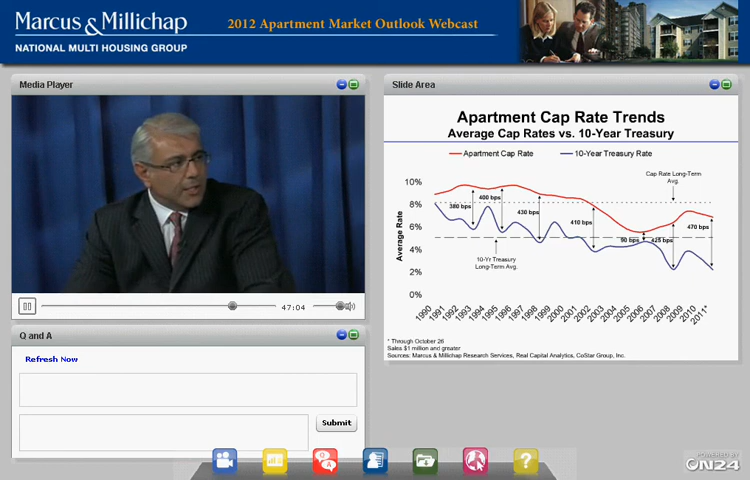 Marcus & Millichap
NATIONAL MULTI HOUSING GROUP
2012 Apartment Market Outlook Webcast
Media Player
47:04
Q and A
Refresh Now
Submit
Slide Area
Apartment Cap Rate Trends
Average Cap Rates vs. 10-Year Treasury
Apartment Cap Rate
10-Year Treasury Rate
Cap Rate Long-Term
Avg.
Average Rate
10%
8%
6%
4%
2%
0%
380 bps
400 bps
430 bps
410 bps
90 bps
425 bps
470 bps
10-Yr Treasury
Long-Term Avg.
1990
1991
1992
1993
1994
1995
1996
1997
1998
1999
2000
2001
2002
2003
2004
2005
2006
2007
2008
2009
2010
2011*
* Through October 26
Sales $1 million and greater
Sources: Marcus & Millichap Research Services, Real Capital Analytics, CoStar Group, Inc.
Q
A
?
POWERED BY
ON24